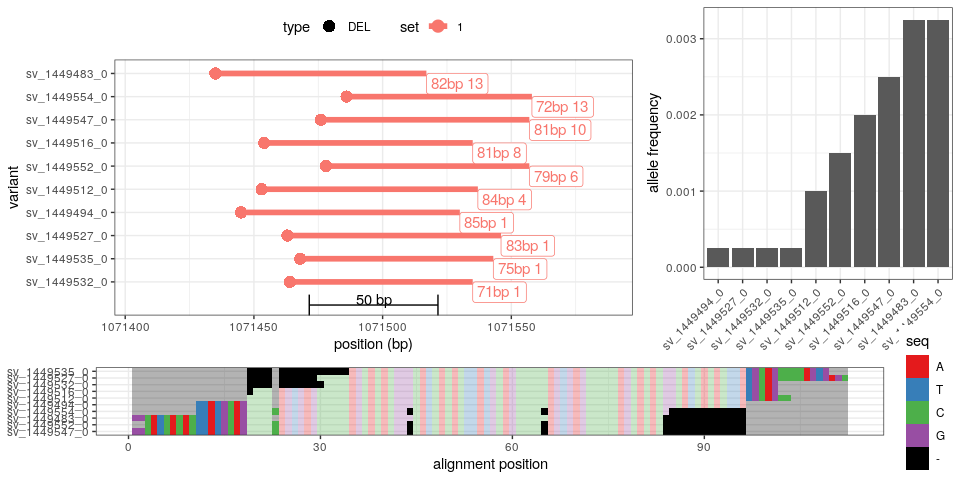 type DEL set 1
variant
sv_1449483_0
82bp 13
sv_1449554_0
72bp 13
sv_1449547_0
81bp 10
sv_1449516_0
81bp 8
sv_1449552_0
79bp 6
sv_1449512_0
84bp 4
sv_1449494_0
85bp 1
sv_1449527_0
83bp 1
sv_1449535_0
75bp 1
sv_1449532_0
71bp 1
50 bp
1071400 1071450 1071500 1071550
position (bp)
allele frequency
0.003
0.002
0.001
0.000
sv_1449494_0
sv_1449527_0
sv_1449532_0
sv_1449535_0
sv_1449512_0
sv_1449552_0
sv_1449516_0
sv_1449547_0
sv_1449483_0
sv_1449554_0
seq
A
T
C
G
-
sv_1449535_0
sv_1449547_0
0 30 60 90
alignment position